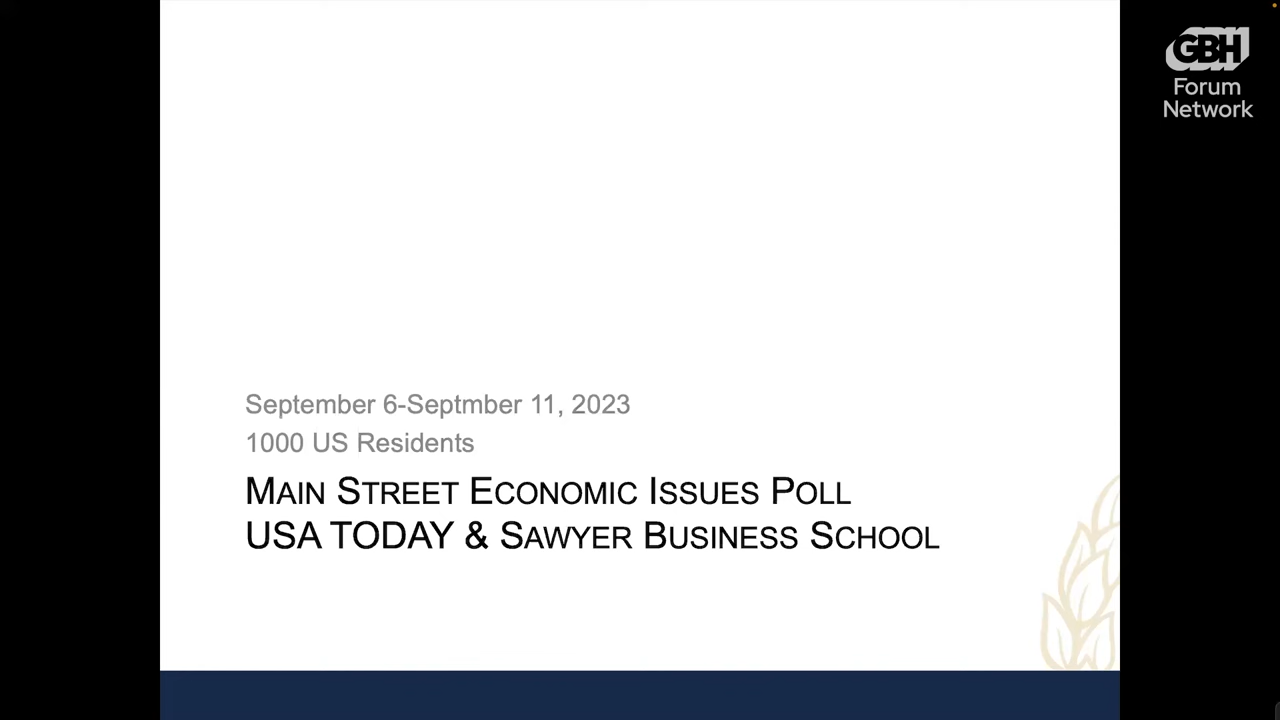 GBH
Forum
Network
September 6-Septmber 11, 2023
1000 US Residents
MAIN STREET ECONOMIC ISSUES POLL
USA TODAY & SAWYER BUSINESS SCHOOL